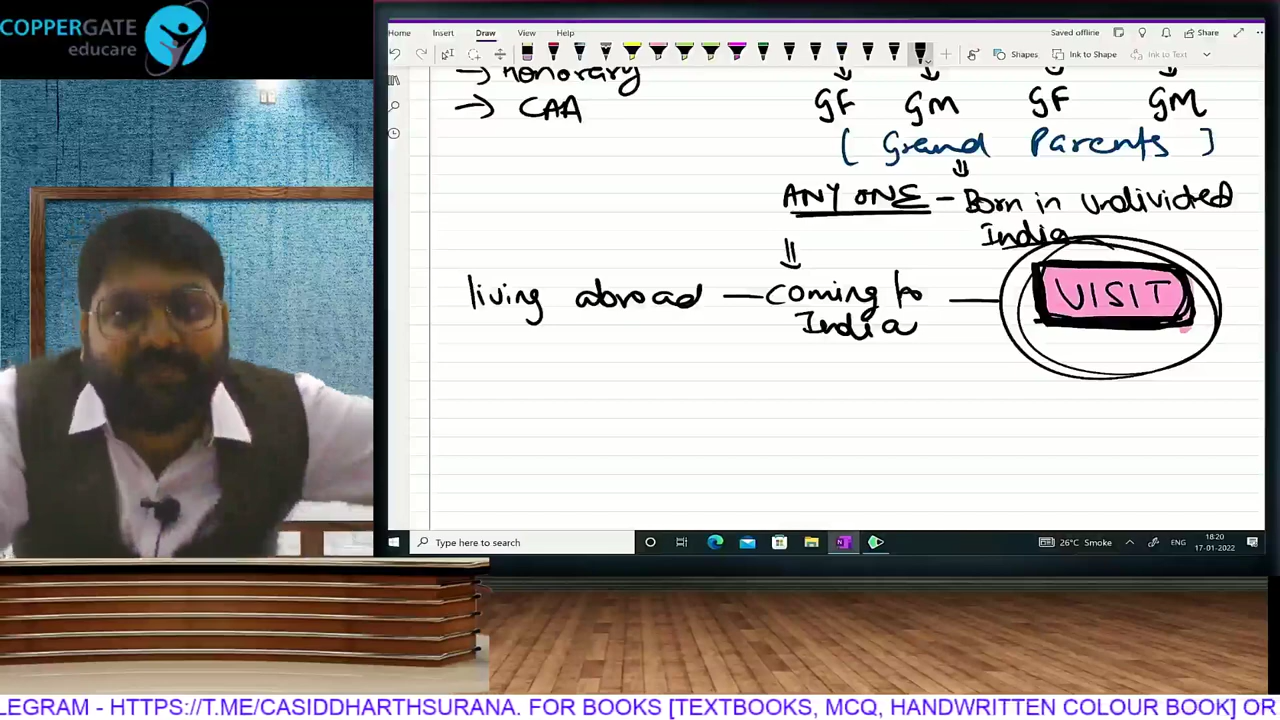 COPPERGATE
educare
Home Insert Draw View Help
Saved offline
Share
Shapes
Ink to Shape
Ink to Text
→ Honorary
→ CAA
GF GM GF GM
[ Grand Parents ]
ANY ONE - Born in undivided
India
living abroad - coming to
India
VISIT
Type here to search
26°C Smoke
ENG
18:20
17-01-2022
LEGRAM - HTTPS://T.ME/CASIDDHARTHSURANA. FOR BOOKS [TEXTBOOKS, MCQ, HANDWRITTEN COLOUR BOOK] OR